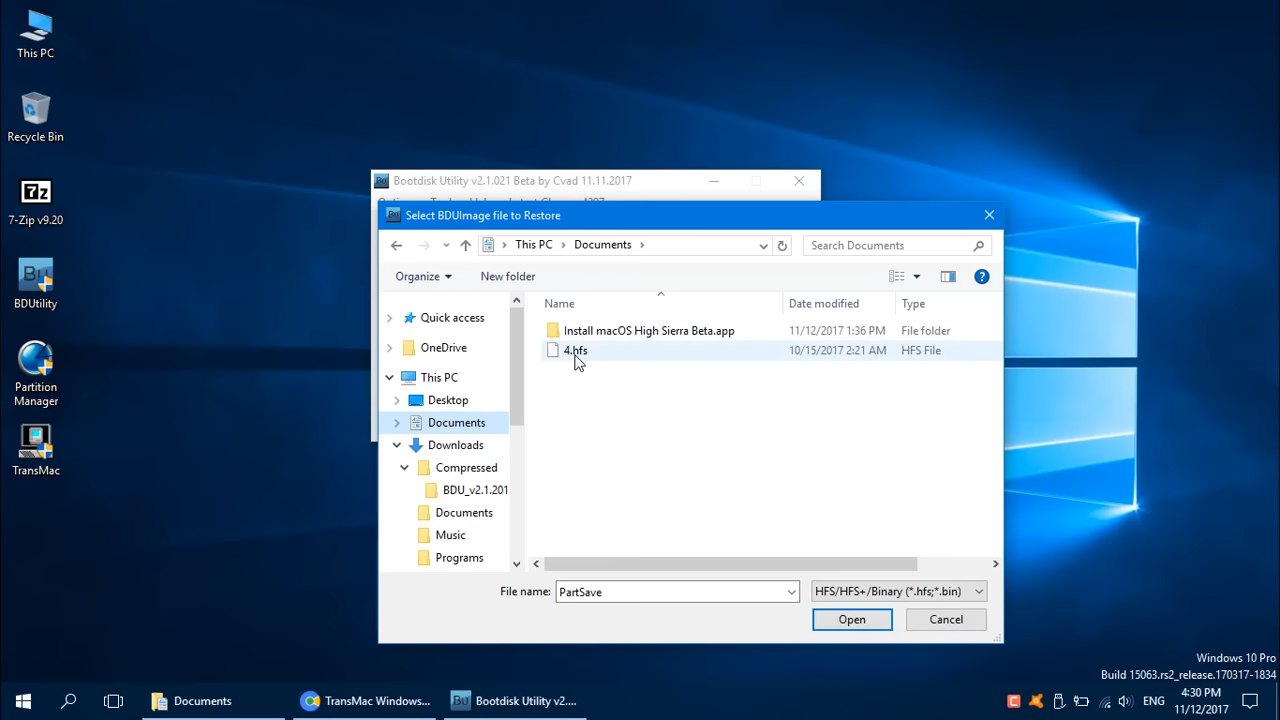 This PC
Recycle Bin
7-Zip v9.20
BDUtility
Partition
Manager
TransMac
Bootdisk Utility v2.1.021 Beta by Cvad 11.11.2017
Select BDUImage file to Restore
This PC
Documents
Search Documents
Organize
New folder
Name
Date modified
Type
Install macOS High Sierra Beta.app
11/12/2017 1:36 PM
File folder
4.hfs
10/15/2017 2:21 AM
HFS File
Quick access
OneDrive
This PC
Desktop
Documents
Downloads
Compressed
BDU_v2.1.201
Documents
Music
Programs
File name:
PartSave
HFS/HFS+/Binary (*.hfs;*.bin)
Open
Cancel
Windows 10 Pro
Build 15063.rs2_release.170317-1834
Documents
TransMac Windows...
Bootdisk Utility v2....
ENG
4:30 PM
11/12/2017